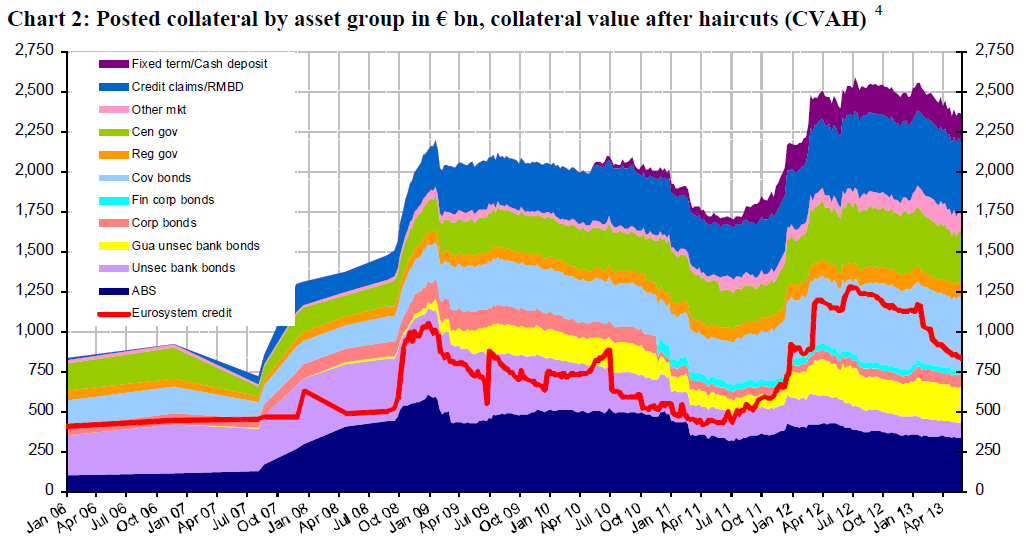 Chart 2: Posted collateral by asset group in € bn, collateral value after haircuts (CVAH) 4
2,750
2,500
2,250
2,000
1,750
1,500
1,250
1,000
750
500
250
0
Fixed term/Cash deposit
Credit claims/RMBD
Other mkt
Cen gov
Reg gov
Cov bonds
Fin corp bonds
Corp bonds
Gua unsec bank bonds
Unsec bank bonds
ABS
Eurosystem credit
2,750
2,500
2,250
2,000
1,750
1,500
1,250
1,000
750
500
250
0
Jan 06
Apr 06
Jul 06
Oct 06
Jan 07
Apr 07
Jul 07
Oct 07
Jan 08
Apr 08
Jul 08
Oct 08
Jan 09
Apr 09
Jul 09
Oct 09
Jan 10
Apr 10
Jul 10
Oct 10
Jan 11
Apr 11
Jul 11
Oct 11
Jan 12
Apr 12
Jul 12
Oct 12
Jan 13
Apr 13